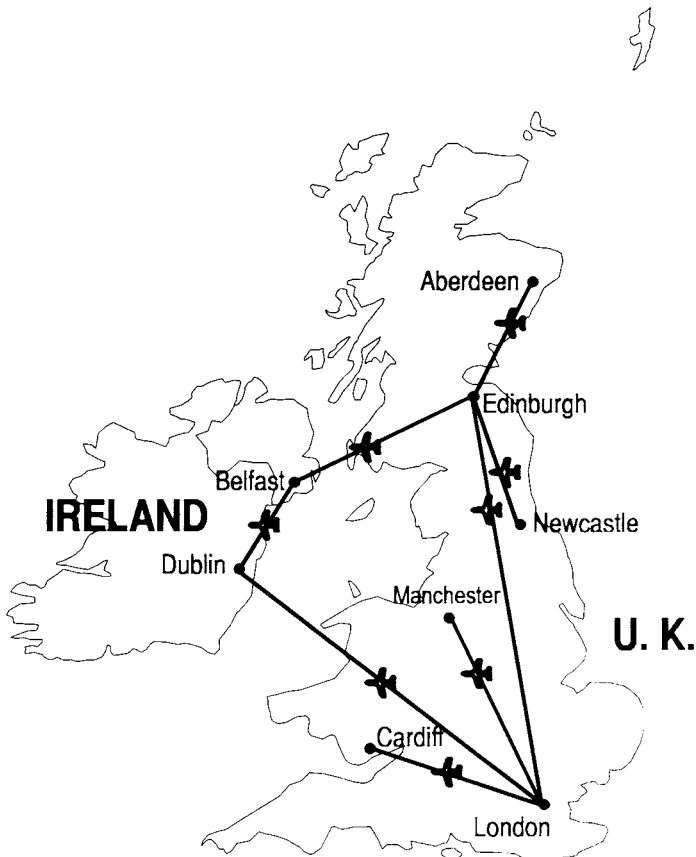 Aberdeen
Edinburgh
Belfast
IRELAND
Newcastle
Dublin
Manchester
U. K.
Cardiff
London